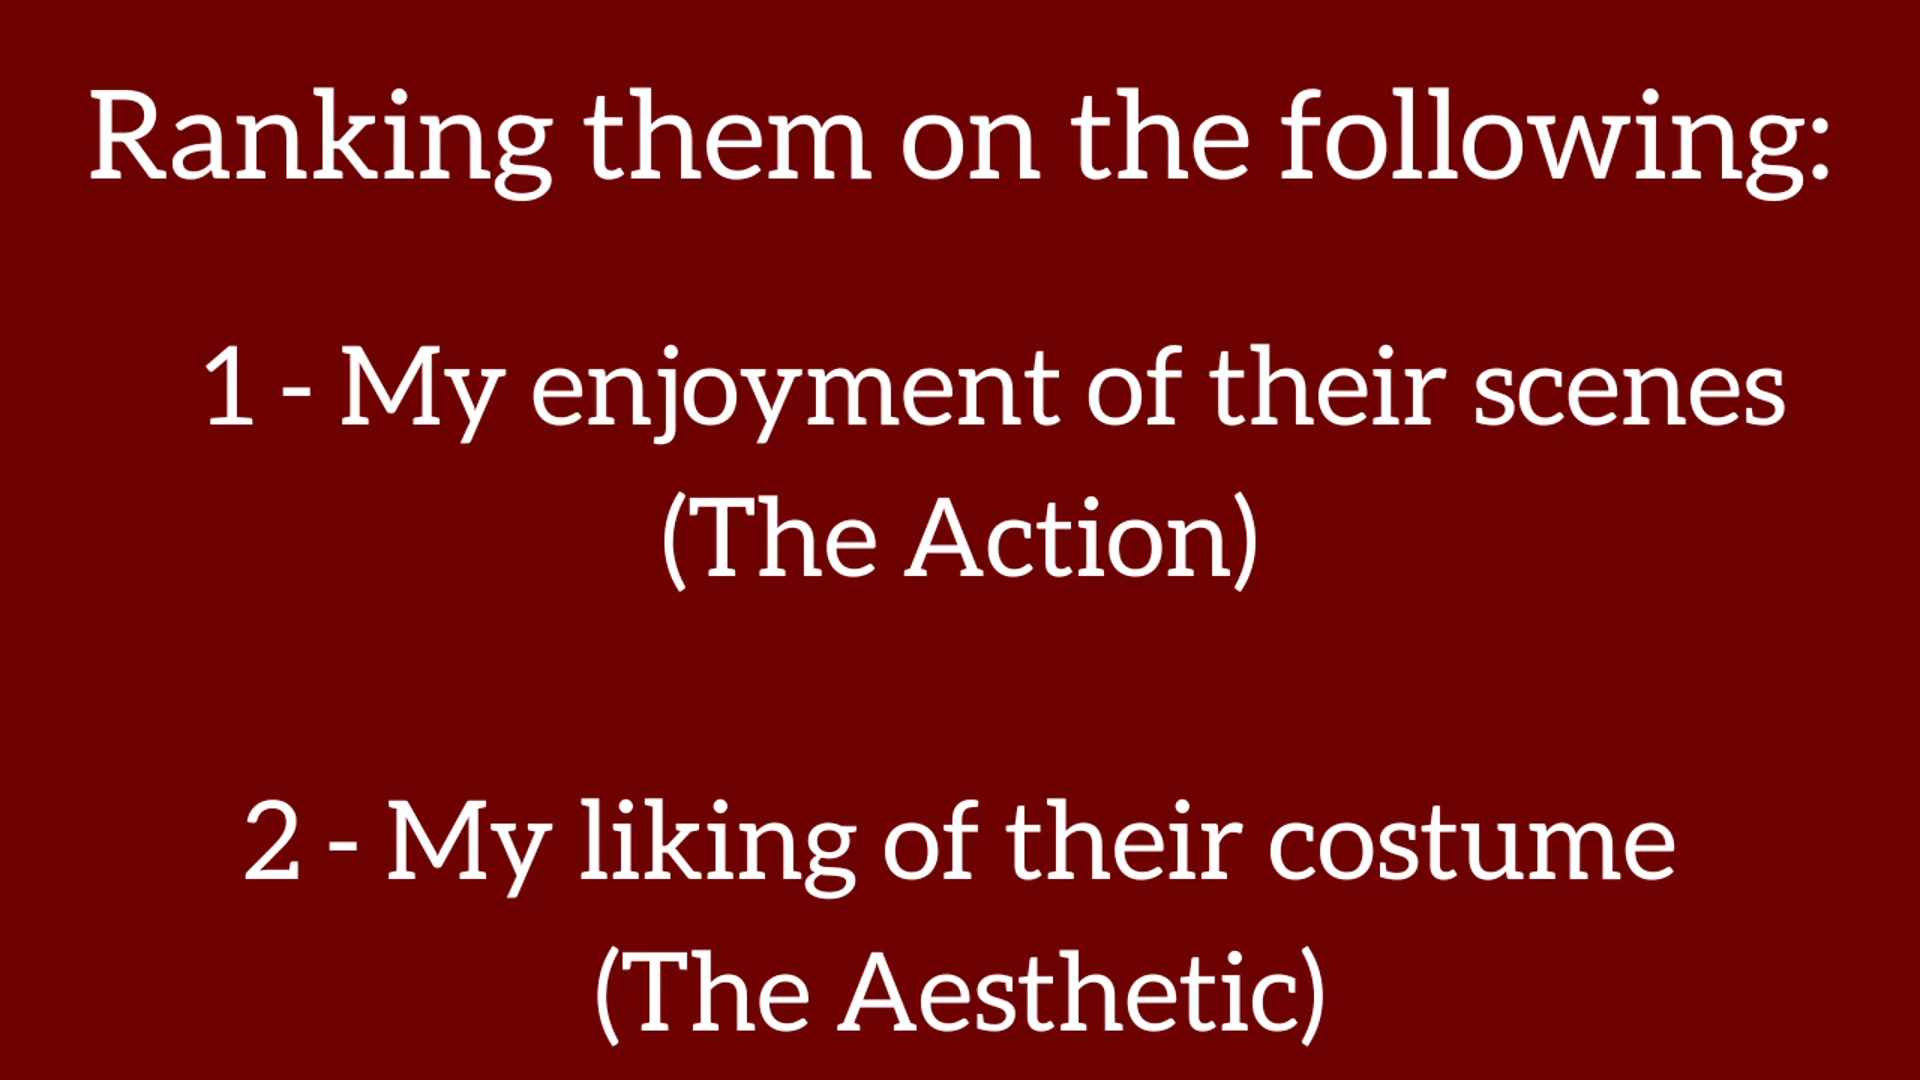 Ranking them on the following:
1 - My enjoyment of their scenes
(The Action)
2 - My liking of their costume
(The Aesthetic)